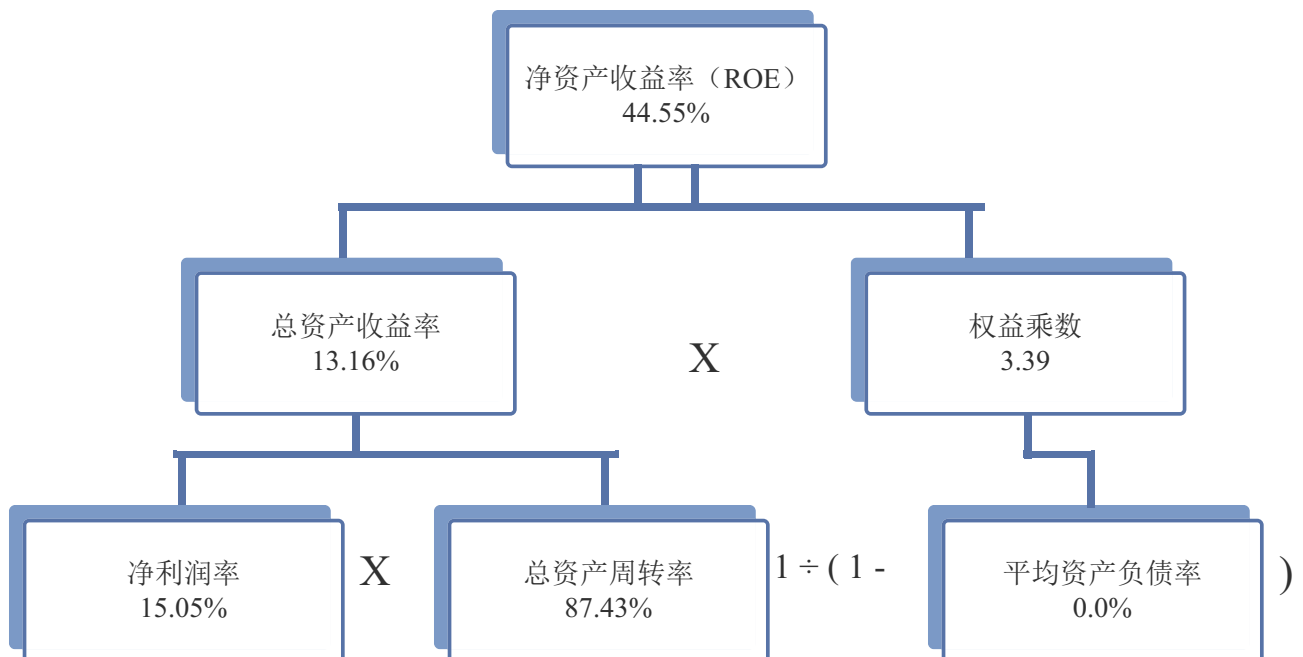 净资产收益率（ROE）
44.55%
总资产收益率
13.16%
X
权益乘数
3.39
净利润率
15.05%
X
总资产周转率
87.43%
1 ÷ ( 1 -
平均资产负债率
0.0%
)